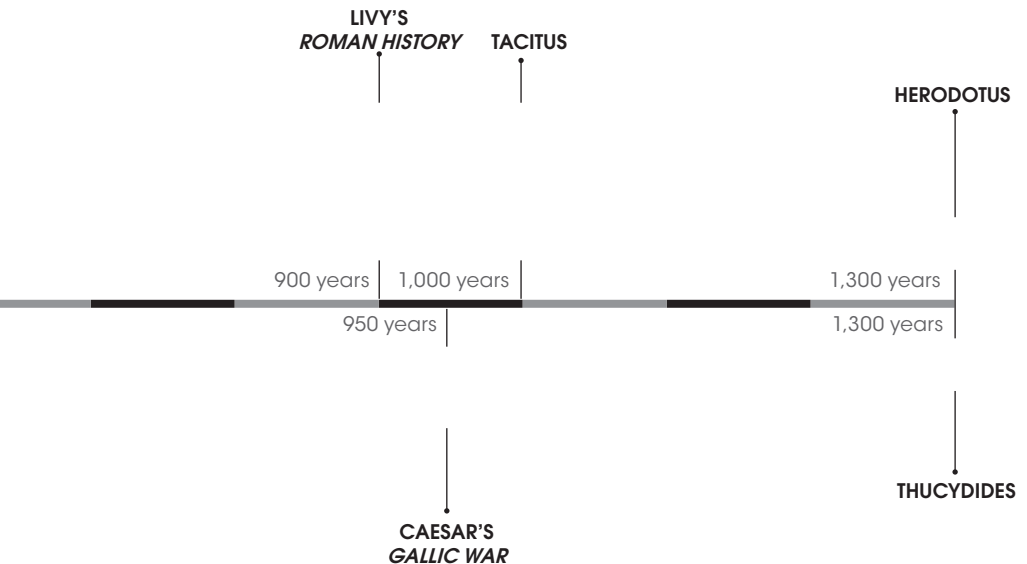 LIVY’S
ROMAN HISTORY
TACITUS
HERODOTUS
900 years
1,000 years
1,300 years
950 years
1,300 years
THUCYDIDES
CAESAR’S
GALLIC WAR